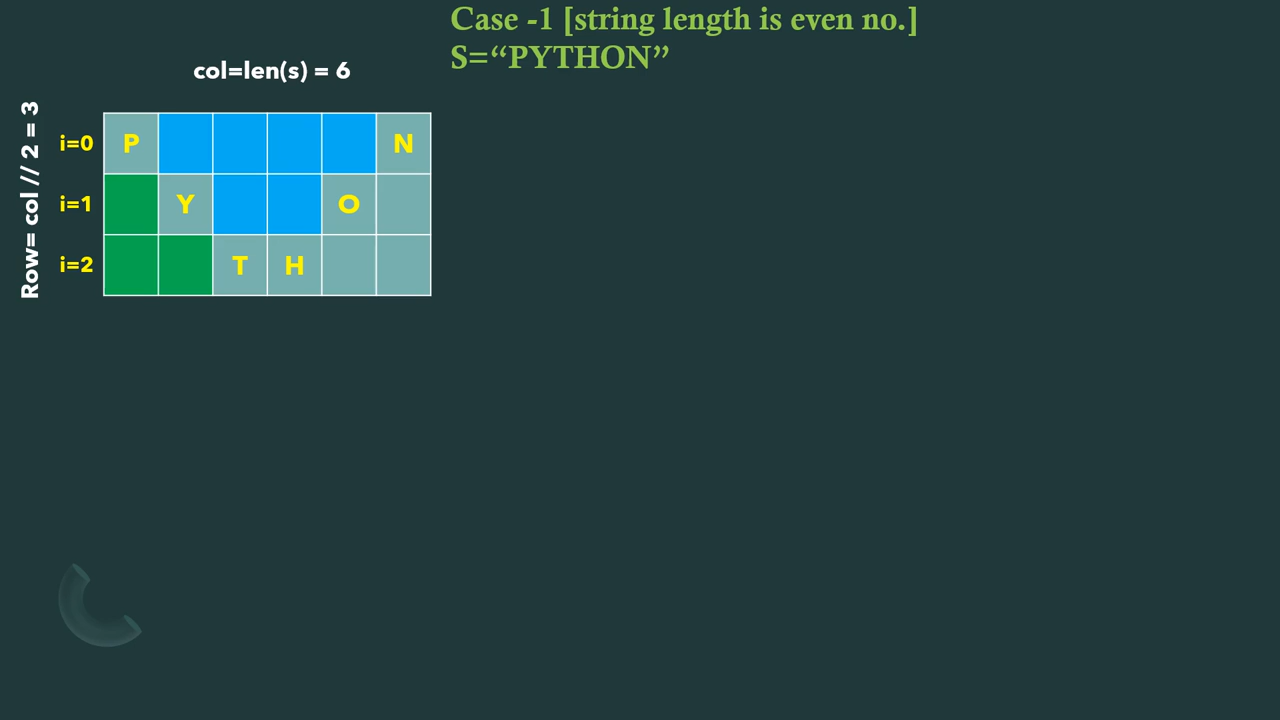 Case -1 [string length is even no.]
S=“PYTHON”
col=len(s) = 6
Row= col // 2 = 3
i=0 P N
i=1 Y O
i=2 T H